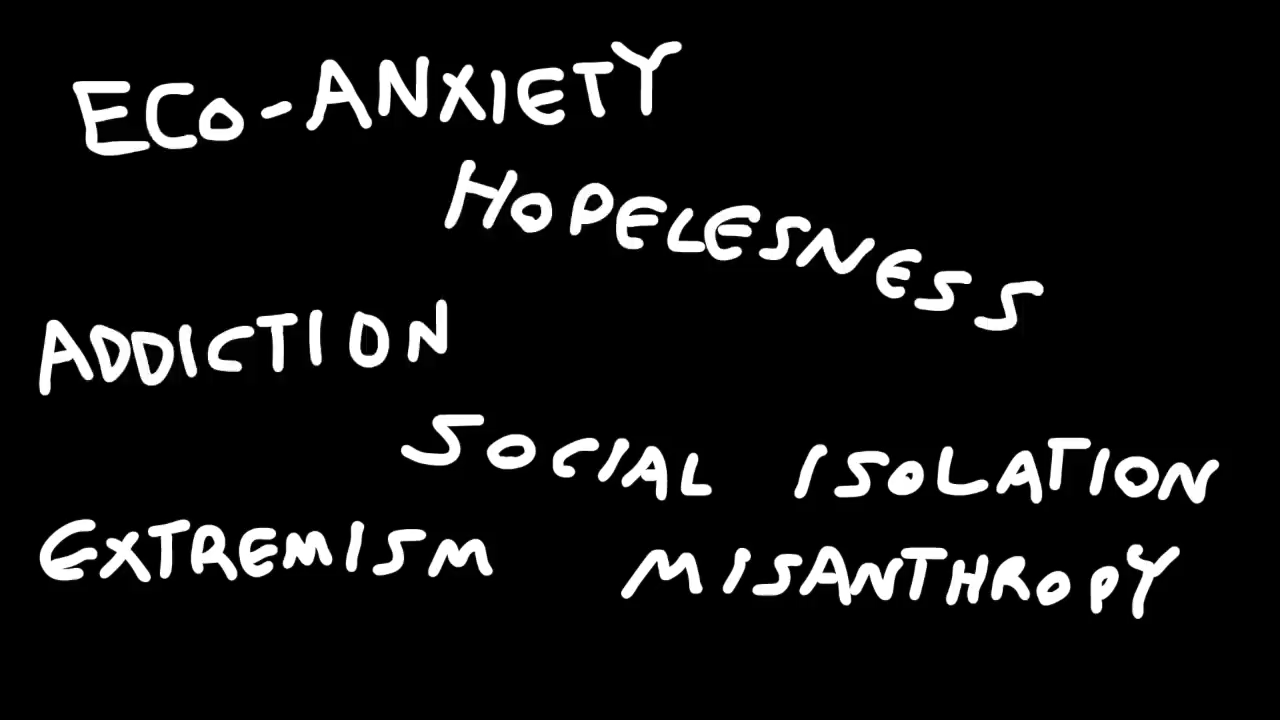 ECO-ANXIETY
HOPELESNESS
ADDICTION
SOCIAL ISOLATION
EXTREMISM MISANTHROPY